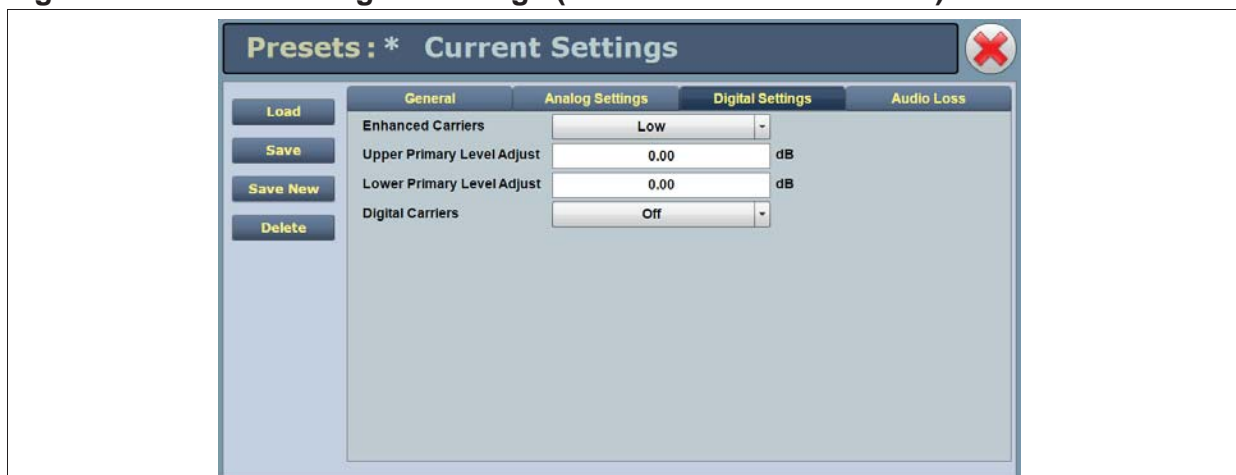 Presets: * Current Settings
General Analog Settings Digital Settings Audio Loss
Load
Save
Save New
Delete
Enhanced Carriers Low
Upper Primary Level Adjust 0.00 dB
Lower Primary Level Adjust 0.00 dB
Digital Carriers Off